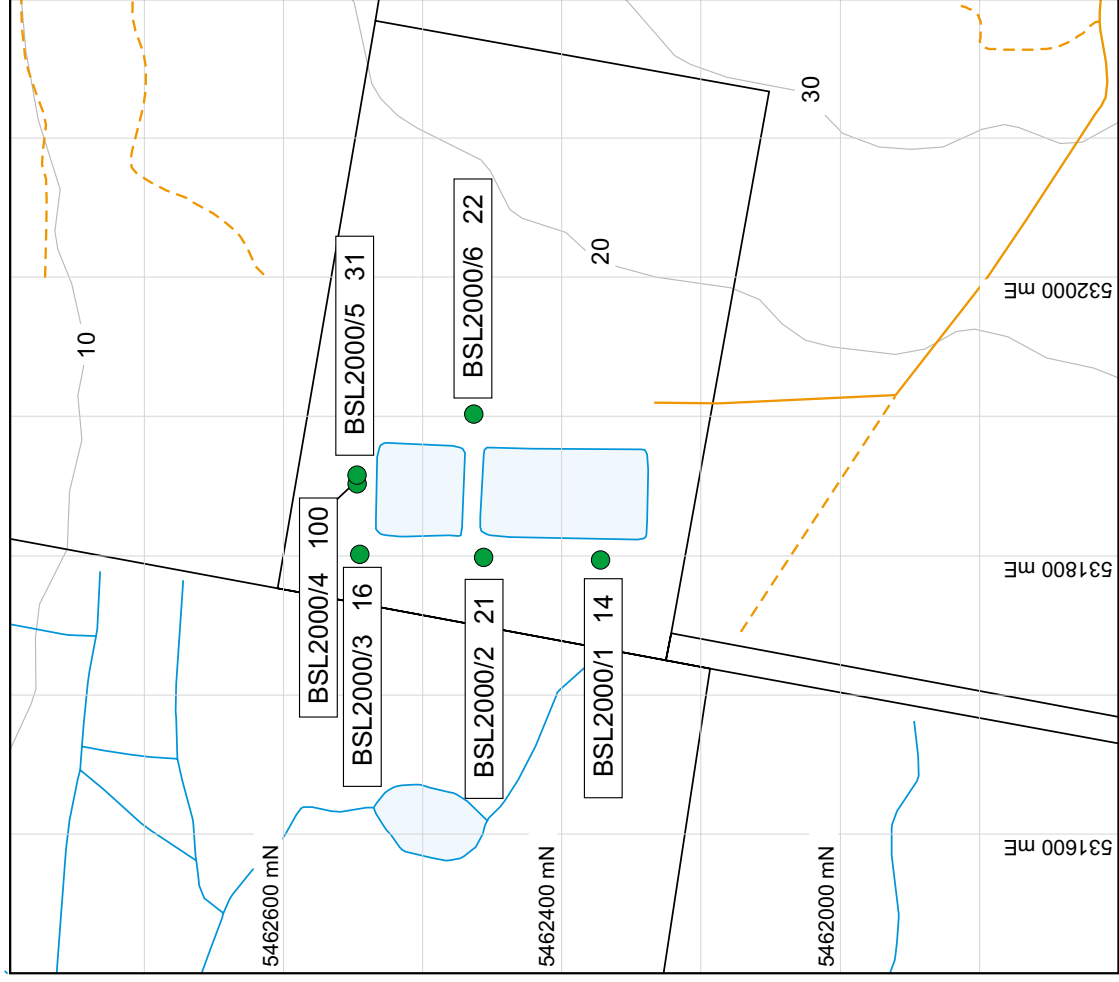 10
30
20
BSL2000/5 31
BSL2000/6 22
BSL2000/4 100
BSL2000/3 16
BSL2000/2 21
BSL2000/1 14
532000 mE
531800 mE
531600 mE
5462600 mN
5462400 mN
5462000 mN